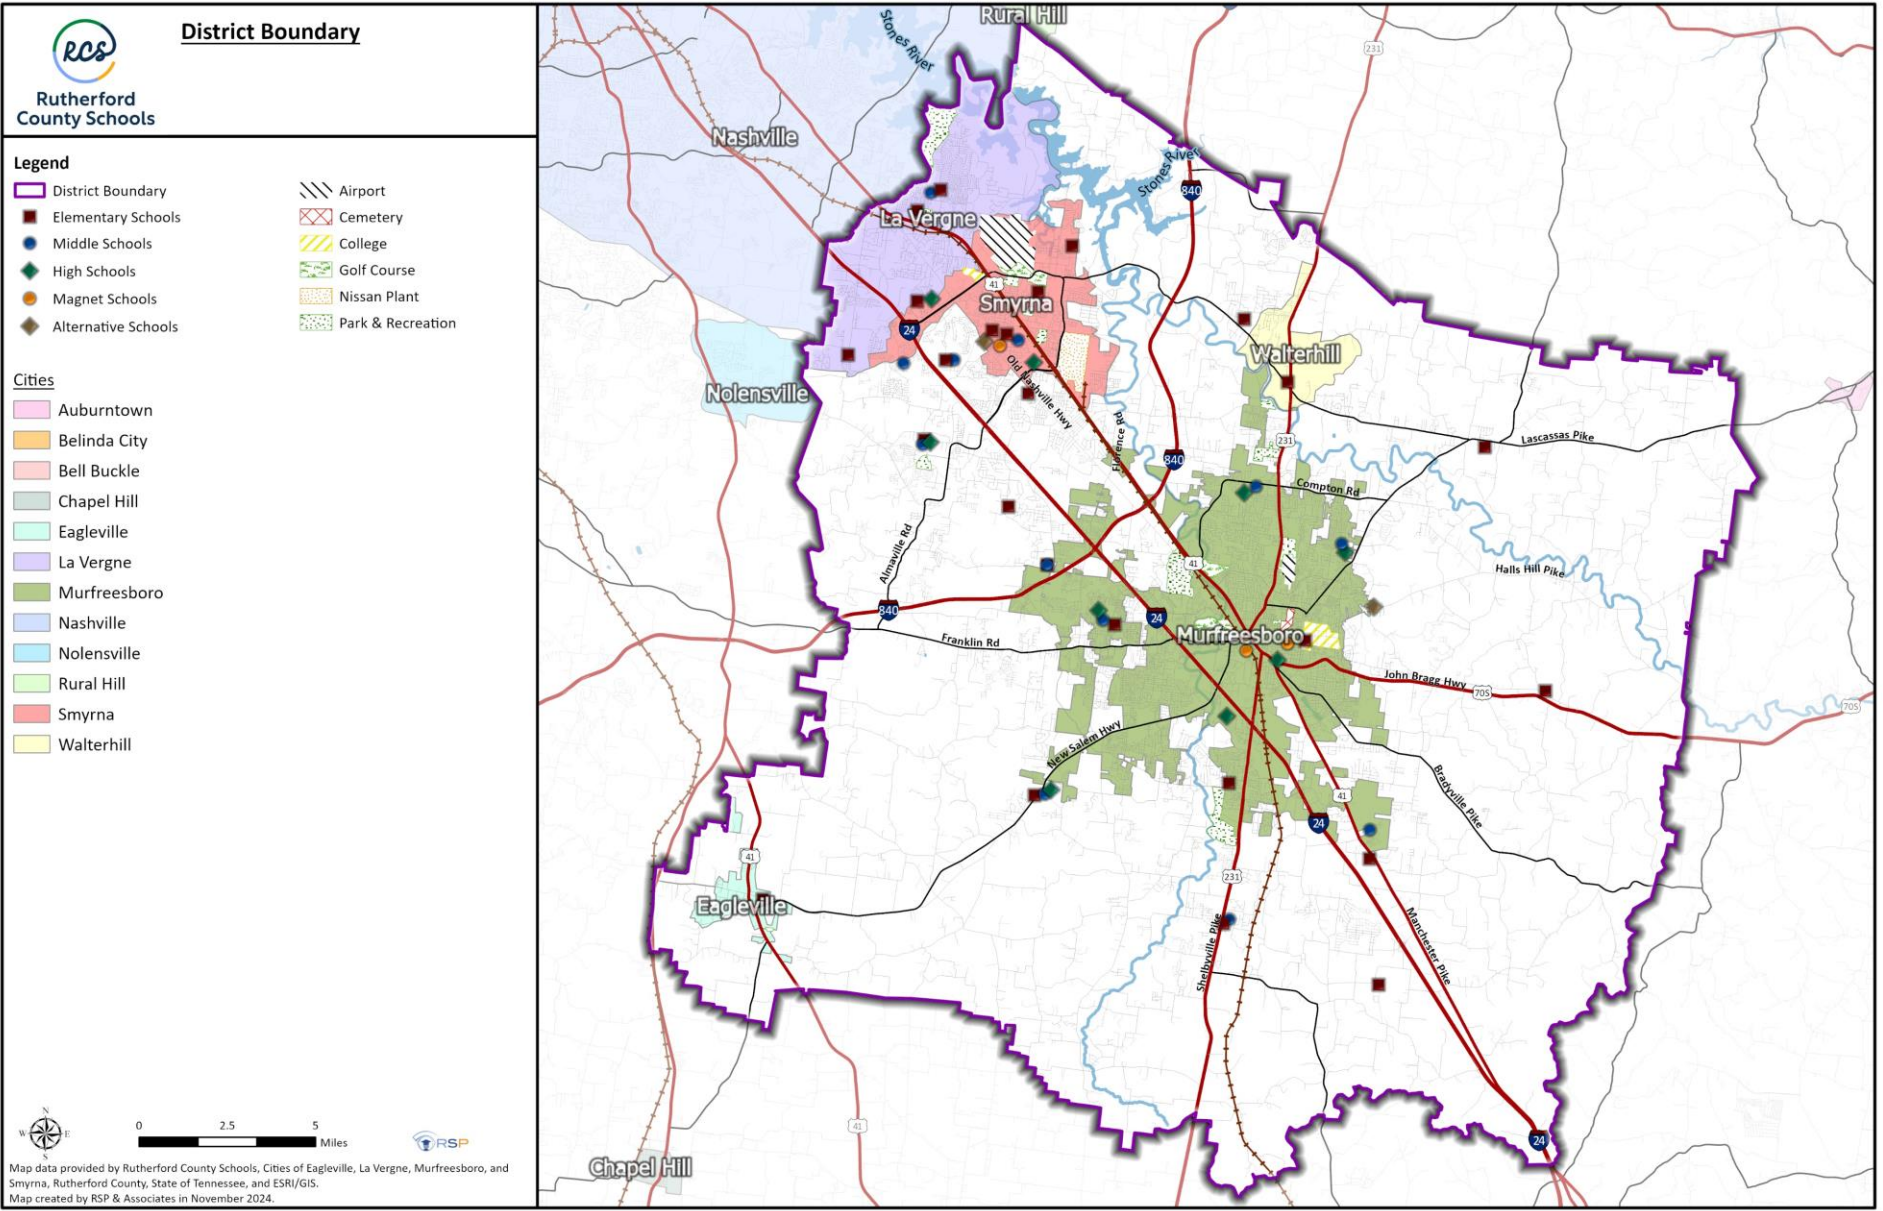 RCS
Rutherford
County Schools
District Boundary
Legend
District Boundary
Elementary Schools
Middle Schools
High Schools
Magnet Schools
Alternative Schools
Airport
Cemetery
College
Golf Course
Nissan Plant
Park & Recreation
Cities
Auburntown
Belinda City
Bell Buckle
Chapel Hill
Eagleville
La Vergne
Murfreesboro
Nashville
Nolensville
Rural Hill
Smyrna
Walterhill
N
W E
S
0 2.5 5
Miles
RSP
Map data provided by Rutherford County Schools, Cities of Eagleville, La Vergne, Murfreesboro, and
Smyrna, Rutherford County, State of Tennessee, and ESRI/GIS.
Map created by RSP & Associates in November 2024.
Rural Hill
Stones River
231
Nashville
Stones River
840
La Vergne
41
Smyrna
24
Walterhill
Nolensville
Old Nashville Hwy
Florence Rd
231
Lascassas Pike
840
Compton Rd
Almaville Rd
41
Halls Hill Pike
840
24
Murfreesboro
Franklin Rd
John Bragg Hwy
70S
70S
New Salem Hwy
Bradyville Pike
41
24
41
231
Eagleville
Shelbyville Pike
Manchester Pike
41
24
Chapel Hill